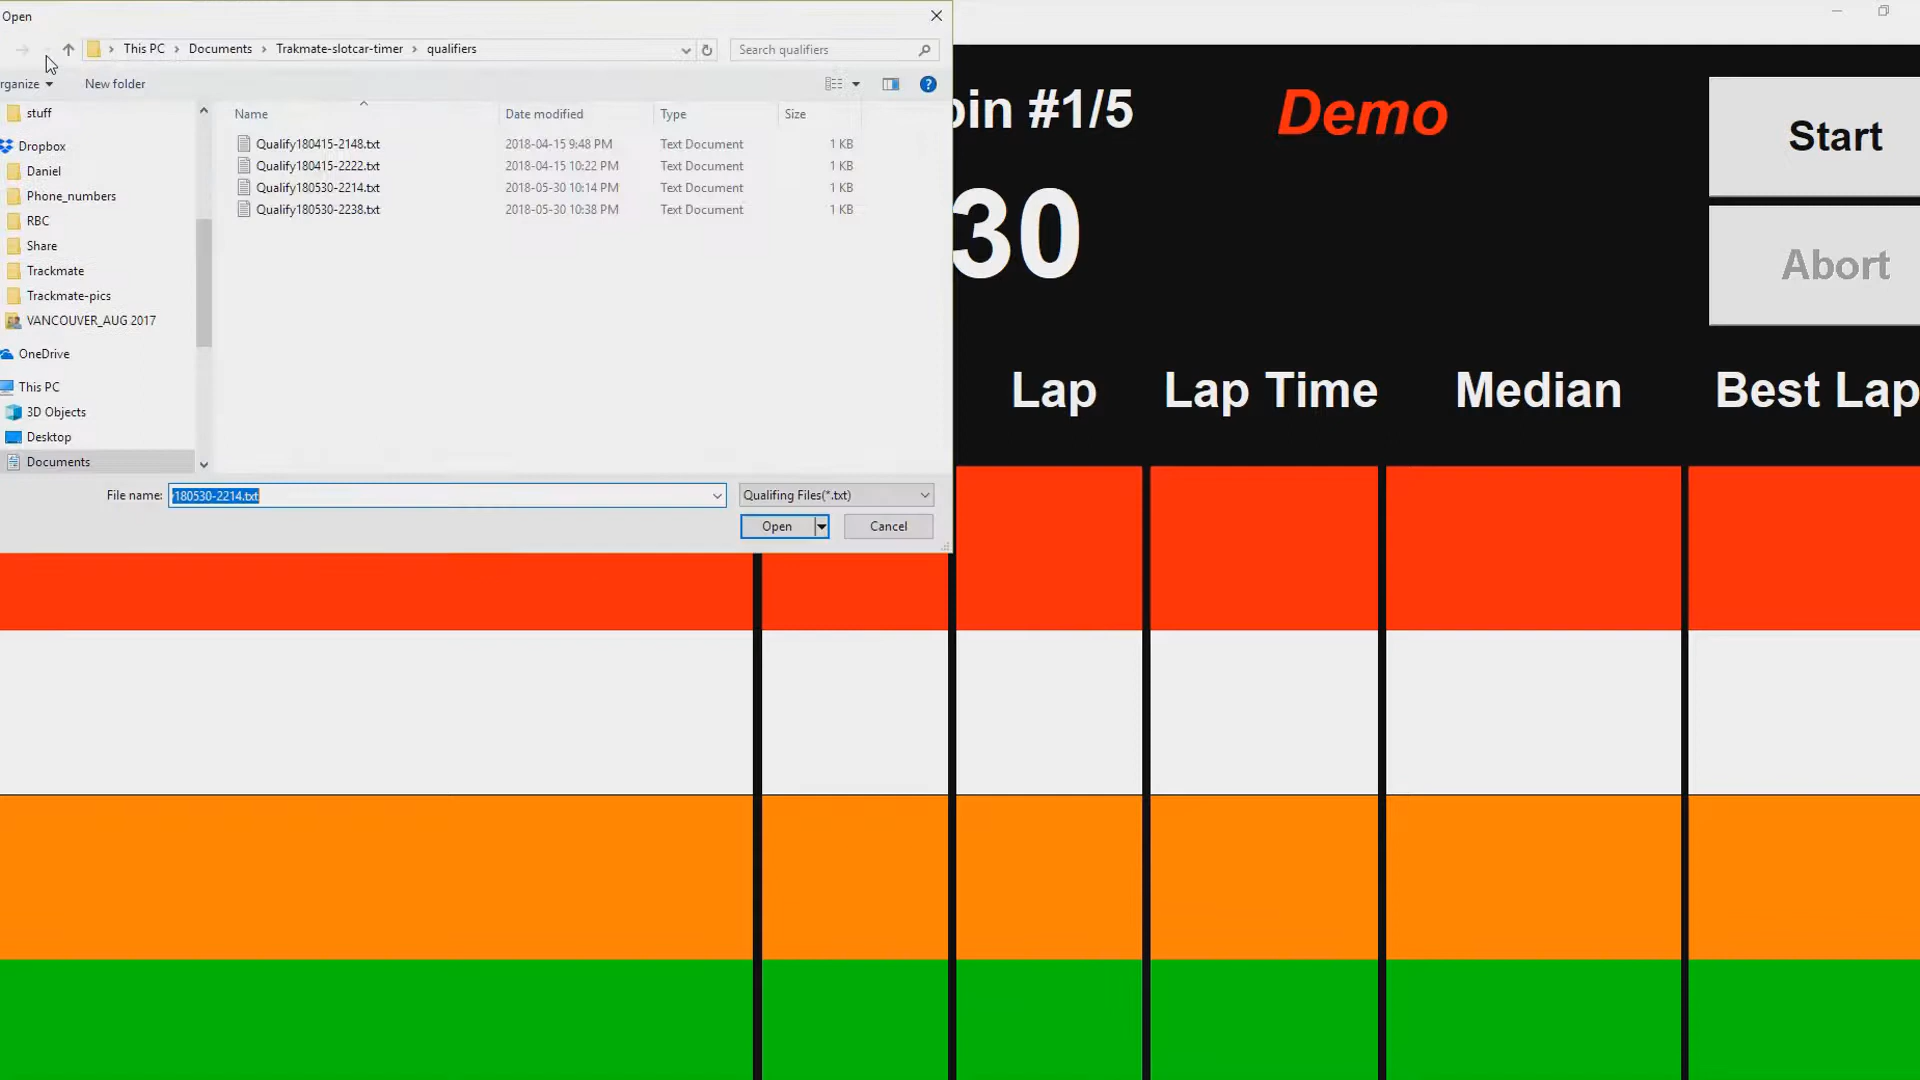 Open
This PC > Documents > Trakmate-slotcar-timer > qualifiers
Search qualifiers
rganize
New folder
stuff
Dropbox
Daniel
Phone_numbers
RBC
Share
Trackmate
Trackmate-pics
VANCOUVER_AUG 2017
OneDrive
This PC
3D Objects
Desktop
Documents
Name Date modified Type Size
Qualify180415-2148.txt 2018-04-15 9:48 PM Text Document 1 KB
Qualify180415-2222.txt 2018-04-15 10:22 PM Text Document 1 KB
Qualify180530-2214.txt 2018-05-30 10:14 PM Text Document 1 KB
Qualify180530-2238.txt 2018-05-30 10:38 PM Text Document 1 KB
File name: 180530-2214.txt
Qualifing Files(*.txt)
Open
Cancel
in #1/5
Demo
Start
30
Abort
Lap Lap Time Median Best Lap